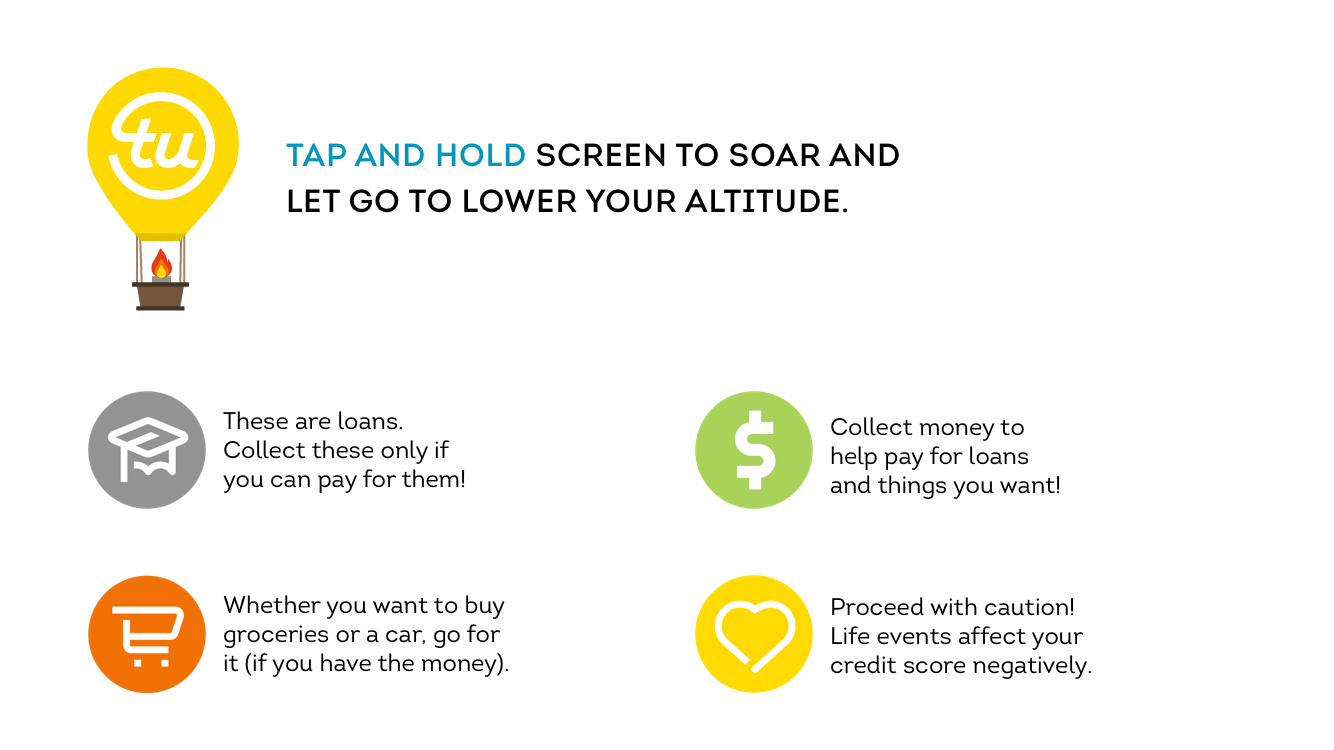 tu
TAP AND HOLD SCREEN TO SOAR AND
LET GO TO LOWER YOUR ALTITUDE.
These are loans.
Collect these only if
you can pay for them!
Collect money to
help pay for loans
and things you want!
Whether you want to buy
groceries or a car, go for
it (if you have the money).
Proceed with caution!
Life events affect your
credit score negatively.